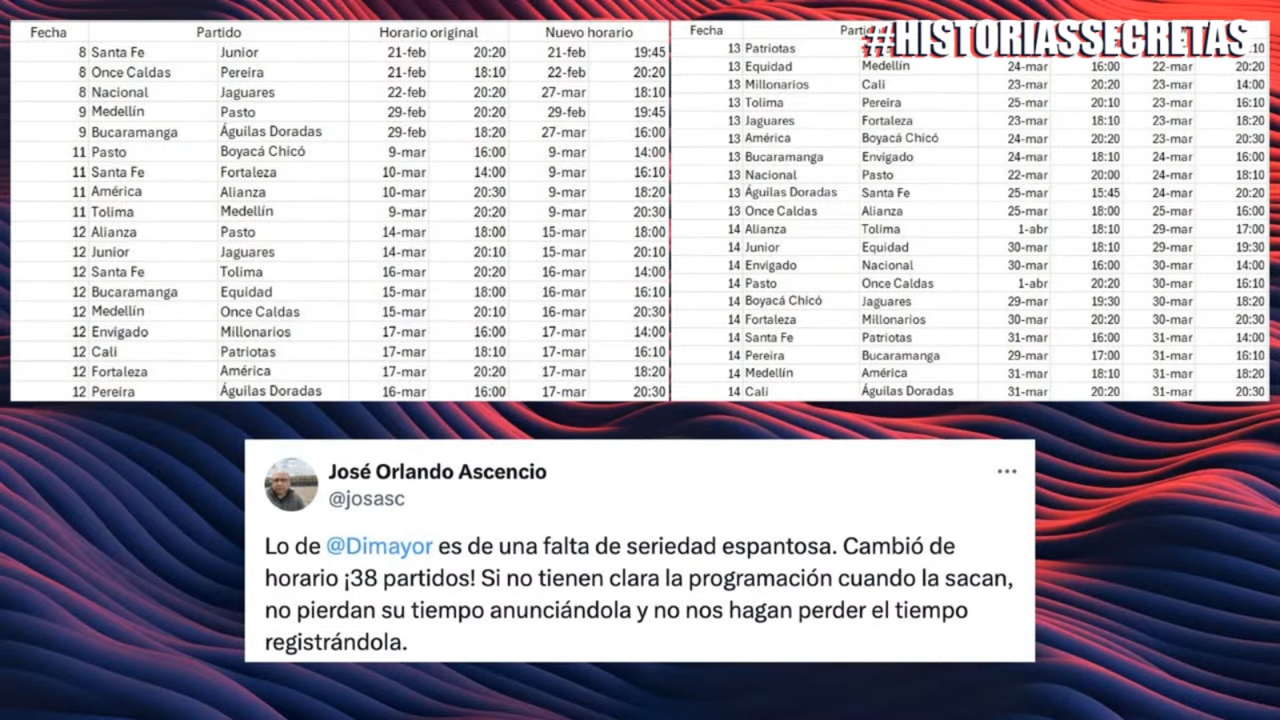 #HISTORIASSECRETAS
Fecha Partido Horario original Nuevo horario
8 Santa Fe Junior 21-feb 20:20 21-feb 19:45
8 Once Caldas Pereira 21-feb 18:10 22-feb 20:20
8 Nacional Jaguares 22-feb 20:20 27-mar 18:10
9 Medellín Pasto 29-feb 20:20 29-feb 19:45
9 Bucaramanga Águilas Doradas 29-feb 18:20 27-mar 16:00
11 Pasto Boyacá Chicó 9-mar 16:00 9-mar 14:00
11 Santa Fe Fortaleza 10-mar 14:00 9-mar 16:10
11 América Alianza 10-mar 20:30 9-mar 18:20
11 Tolima Medellín 9-mar 20:20 9-mar 20:30
12 Alianza Pasto 14-mar 18:00 15-mar 18:00
12 Junior Jaguares 14-mar 20:10 15-mar 20:10
12 Santa Fe Tolima 16-mar 20:20 16-mar 14:00
12 Bucaramanga Equidad 15-mar 18:00 16-mar 16:10
12 Medellín Once Caldas 15-mar 20:10 16-mar 20:30
12 Envigado Millonarios 17-mar 16:00 17-mar 14:00
12 Cali Patriotas 17-mar 18:10 17-mar 16:10
12 Fortaleza América 17-mar 20:20 17-mar 18:20
12 Pereira Águilas Doradas 16-mar 16:00 17-mar 20:30
Fecha
13 Patriotas
13 Equidad Medellín 24-mar 16:00 22-mar 20:20
13 Millonarios Cali 23-mar 20:20 23-mar 14:00
13 Tolima Pereira 25-mar 20:10 23-mar 16:10
13 Jaguares Fortaleza 23-mar 18:10 23-mar 18:20
13 América Boyacá Chicó 24-mar 20:20 23-mar 20:30
13 Bucaramanga Envigado 24-mar 18:10 24-mar 16:00
13 Nacional Pasto 22-mar 20:00 24-mar 18:10
13 Águilas Doradas Santa Fe 25-mar 15:45 24-mar 20:20
13 Once Caldas Alianza 25-mar 18:00 25-mar 16:00
14 Alianza Tolima 1-abr 18:10 29-mar 17:00
14 Junior Equidad 30-mar 18:10 29-mar 19:30
14 Envigado Nacional 30-mar 16:00 30-mar 14:00
14 Pasto Once Caldas 1-abr 20:20 30-mar 16:10
14 Boyacá Chicó Jaguares 29-mar 19:30 30-mar 18:20
14 Fortaleza Millonarios 30-mar 20:20 30-mar 20:30
14 Santa Fe Patriotas 31-mar 16:00 31-mar 14:00
14 Pereira Bucaramanga 29-mar 17:00 31-mar 16:10
14 Medellín América 31-mar 18:10 31-mar 18:20
14 Cali Águilas Doradas 31-mar 20:20 31-mar 20:30
José Orlando Ascencio
@josasc
Lo de @Dimayor es de una falta de seriedad espantosa. Cambió de
horario ¡38 partidos! Si no tienen clara la programación cuando la sacan,
no pierdan su tiempo anunciándola y no nos hagan perder el tiempo
registrándola.